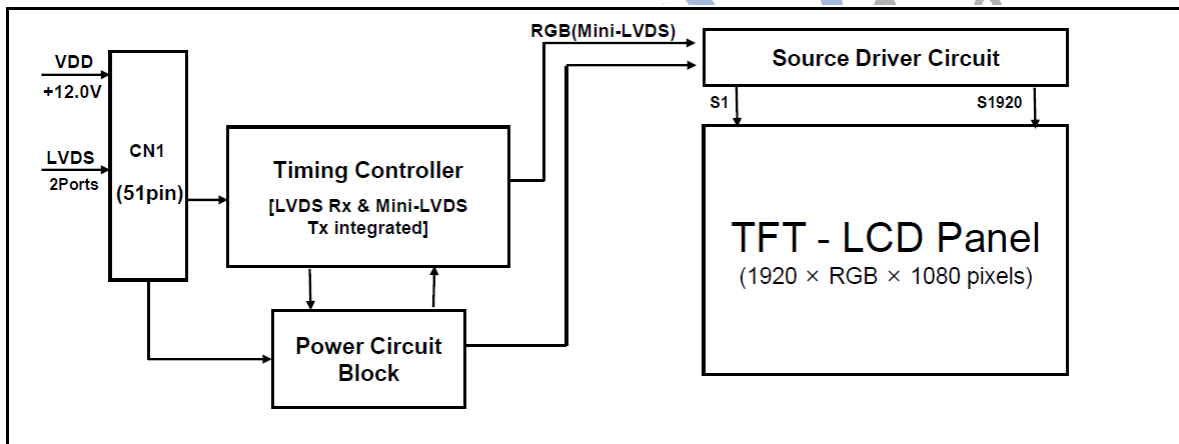 RGB(Mini-LVDS)
VDD
+12.0V
LVDS
2Ports
CN1
(51pin)
Timing Controller
[LVDS Rx & Mini-LVDS
Tx integrated]
Power Circuit
Block
Source Driver Circuit
S1
S1920
TFT - LCD Panel
(1920 × RGB × 1080 pixels)